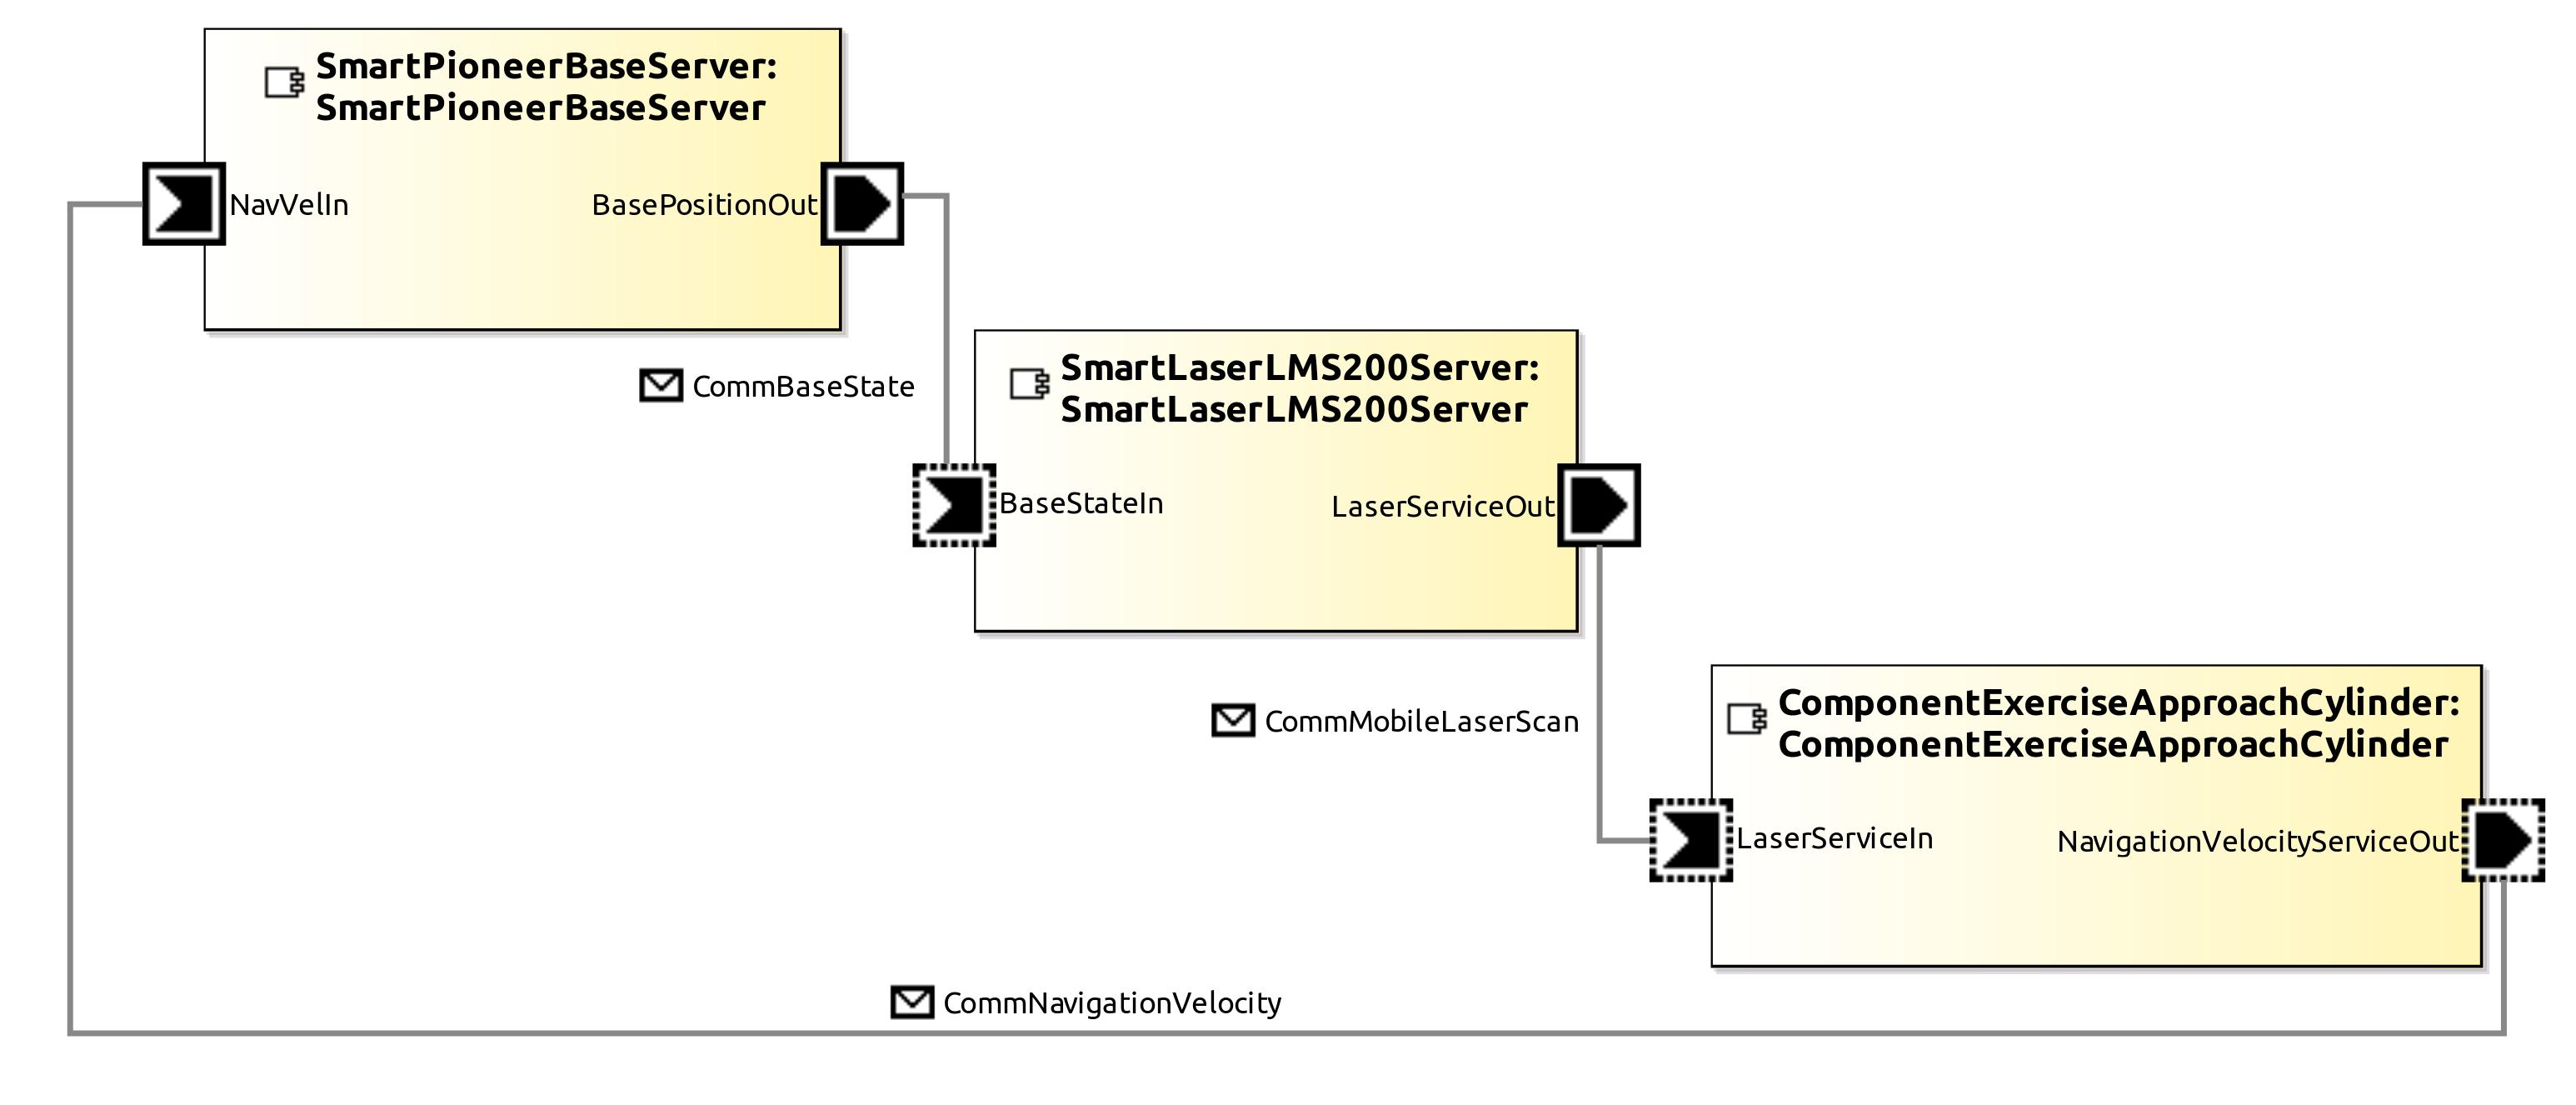 SmartPioneerBaseServer:
SmartPioneerBaseServer
NavVelIn
BasePositionOut
CommBaseState
SmartLaserLMS200Server:
SmartLaserLMS200Server
BaseStateIn
LaserServiceOut
CommMobileLaserScan
ComponentExerciseApproachCylinder:
ComponentExerciseApproachCylinder
LaserServiceIn
NavigationVelocityServiceOut
CommNavigationVelocity